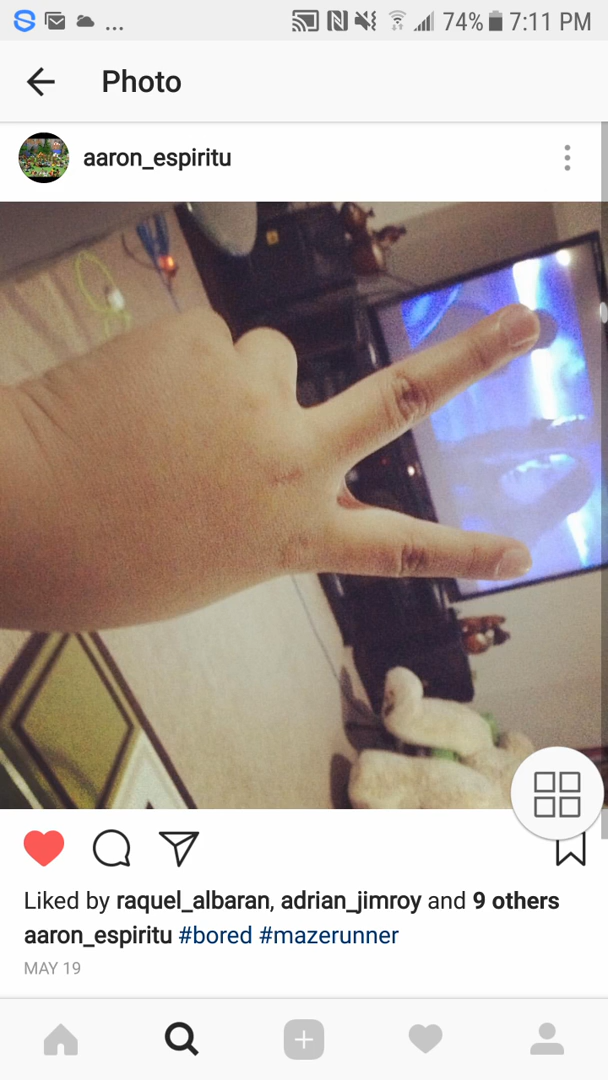 ... 74% 7:11 PM
Photo
aaron_espiritu
Liked by raquel_albaran, adrian_jimroy and 9 others
aaron_espiritu #bored #mazerunner
MAY 19